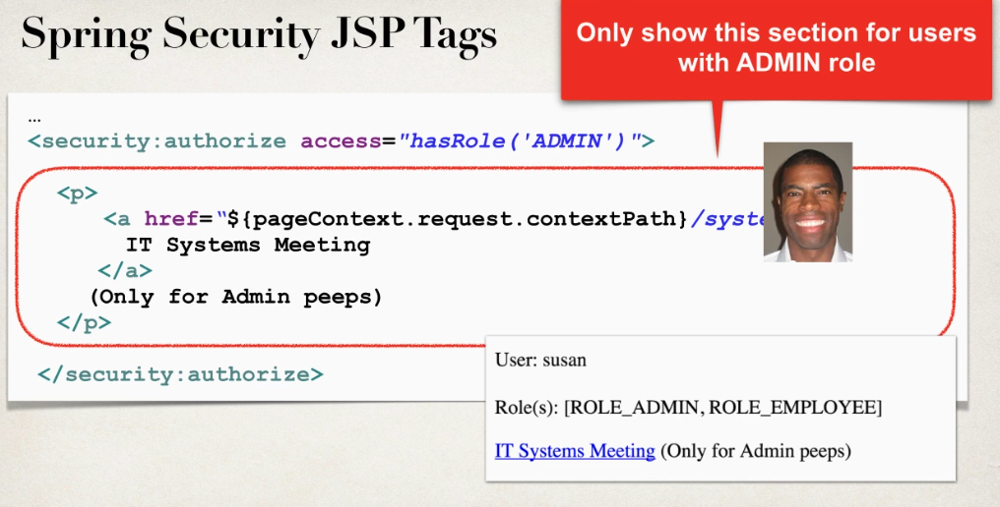 Spring Security JSP Tags
Only show this section for users
with ADMIN role
...
<security:authorize access="hasRole('ADMIN')">
<p>
<a href=“${pageContext.request.contextPath}/syste
IT Systems Meeting
</a>
(Only for Admin peeps)
</p>
</security:authorize>
User: susan
Role(s): [ROLE_ADMIN, ROLE_EMPLOYEE]
IT Systems Meeting (Only for Admin peeps)